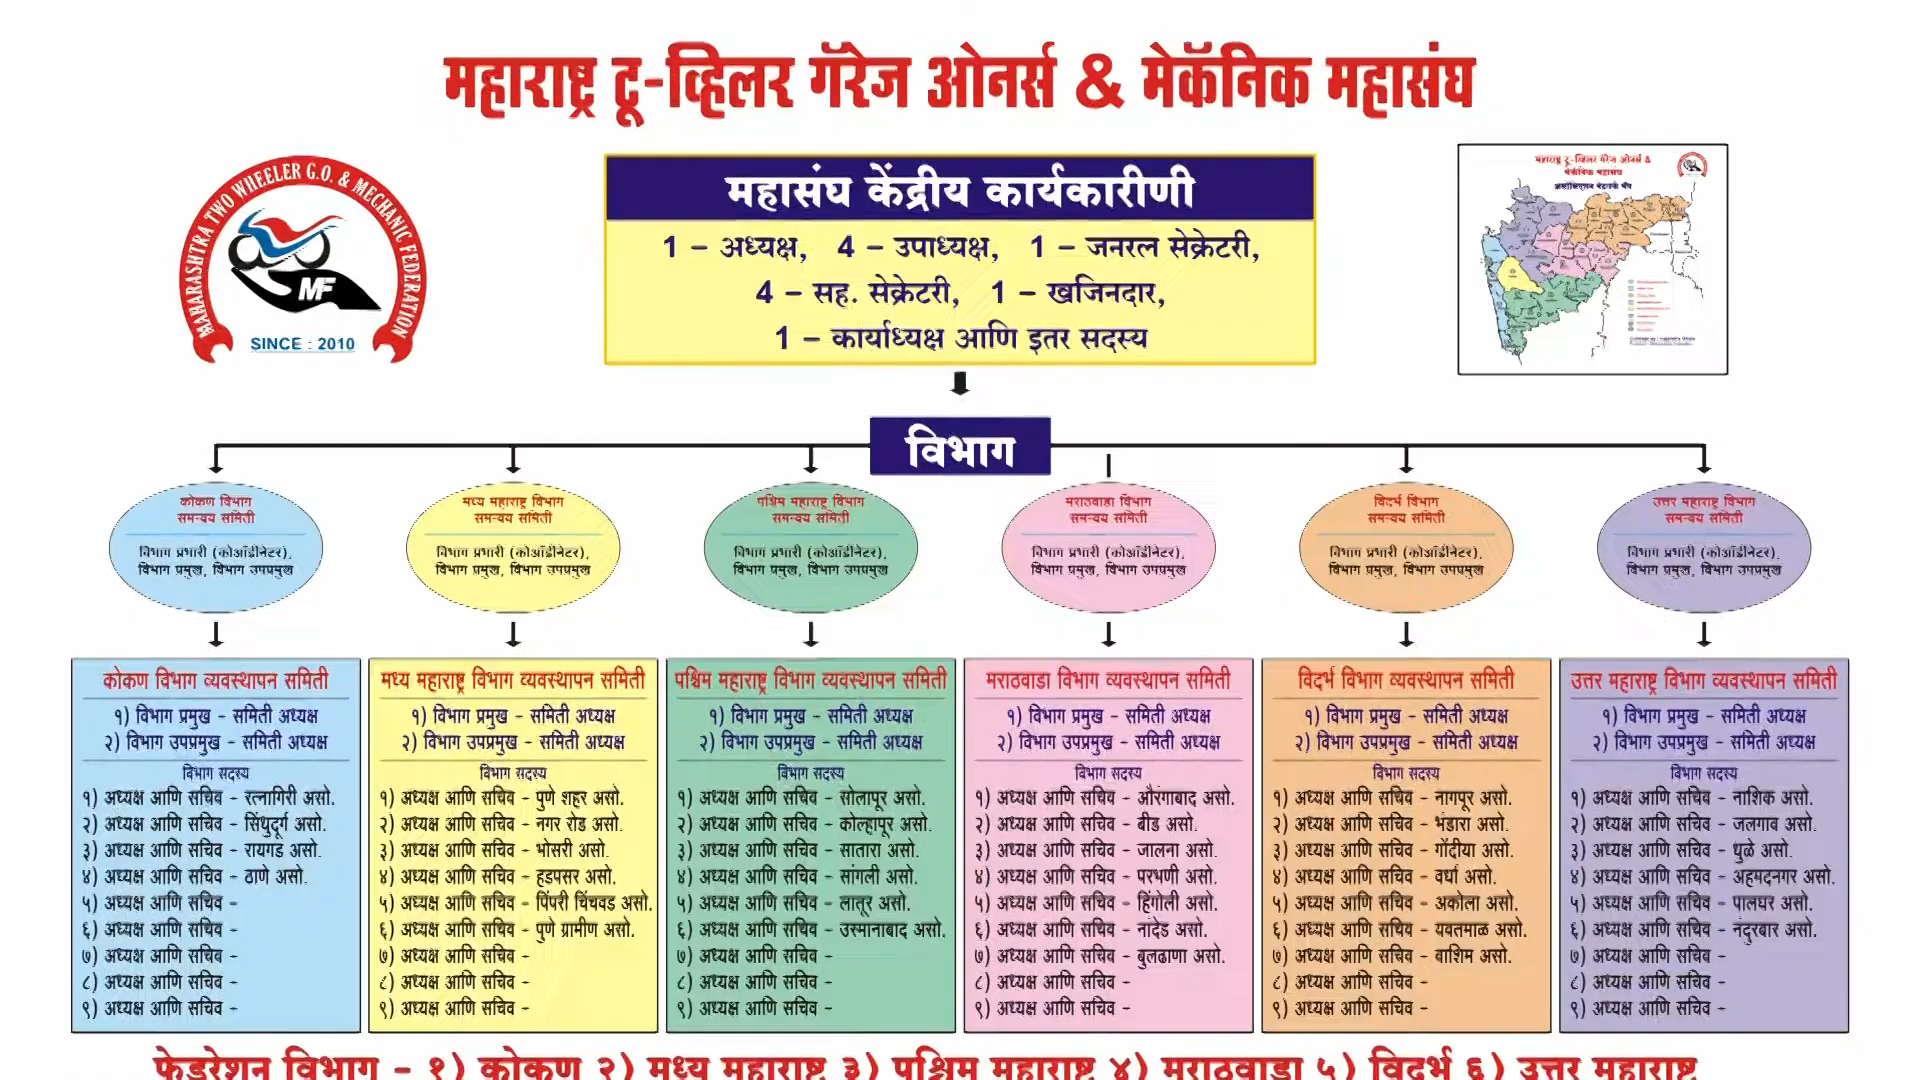 महाराष्ट्र टू-व्हिलर गॅरेज ओनर्स & मेकॅनिक महासंघ
MAHARASHTRA TWO WHEELER G.O. & MECHANIC FEDERATION
MF
SINCE : 2010
महासंघ केंद्रीय कार्यकारीणी
1 – अध्यक्ष, 4 – उपाध्यक्ष, 1 – जनरल सेक्रेटरी,
4 – सह. सेक्रेटरी, 1 – खजिनदार,
1 – कार्याध्यक्ष आणि इतर सदस्य
महाराष्ट्र टू-व्हिलर गॅरेज ओनर्स &
मेकॅनिक महासंघ
विभाग
कोकण विभाग
समन्वय समिती
विभाग प्रभारी (कोऑर्डीनेटर),
विभाग प्रमुख, विभाग उपप्रमुख
मध्य महाराष्ट्र विभाग
समन्वय समिती
विभाग प्रभारी (कोऑर्डीनेटर),
विभाग प्रमुख, विभाग उपप्रमुख
पश्चिम महाराष्ट्र विभाग
समन्वय समिती
विभाग प्रभारी (कोऑर्डीनेटर),
विभाग प्रमुख, विभाग उपप्रमुख
मराठवाडा विभाग
समन्वय समिती
विभाग प्रभारी (कोऑर्डीनेटर),
विभाग प्रमुख, विभाग उपप्रमुख
विदर्भ विभाग
समन्वय समिती
विभाग प्रभारी (कोऑर्डीनेटर),
विभाग प्रमुख, विभाग उपप्रमुख
उत्तर महाराष्ट्र विभाग
समन्वय समिती
विभाग प्रभारी (कोऑर्डीनेटर),
विभाग प्रमुख, विभाग उपप्रमुख
कोकण विभाग व्यवस्थापन समिती
१) विभाग प्रमुख - समिती अध्यक्ष
२) विभाग उपप्रमुख - समिती अध्यक्ष
विभाग सदस्य
१) अध्यक्ष आणि सचिव - रत्नागिरी असो.
२) अध्यक्ष आणि सचिव - सिंधुदूर्ग असो.
३) अध्यक्ष आणि सचिव - रायगड असो.
४) अध्यक्ष आणि सचिव - ठाणे असो.
५) अध्यक्ष आणि सचिव -
६) अध्यक्ष आणि सचिव -
७) अध्यक्ष आणि सचिव -
८) अध्यक्ष आणि सचिव -
९) अध्यक्ष आणि सचिव -
मध्य महाराष्ट्र विभाग व्यवस्थापन समिती
१) विभाग प्रमुख - समिती अध्यक्ष
२) विभाग उपप्रमुख - समिती अध्यक्ष
विभाग सदस्य
१) अध्यक्ष आणि सचिव - पुणे शहर असो.
२) अध्यक्ष आणि सचिव - नगर रोड असो.
३) अध्यक्ष आणि सचिव - भोसरी असो.
४) अध्यक्ष आणि सचिव - हडपसर असो.
५) अध्यक्ष आणि सचिव - पिंपरी चिंचवड असो.
६) अध्यक्ष आणि सचिव - पुणे ग्रामीण असो.
७) अध्यक्ष आणि सचिव -
८) अध्यक्ष आणि सचिव -
९) अध्यक्ष आणि सचिव -
पश्चिम महाराष्ट्र विभाग व्यवस्थापन समिती
१) विभाग प्रमुख - समिती अध्यक्ष
२) विभाग उपप्रमुख - समिती अध्यक्ष
विभाग सदस्य
१) अध्यक्ष आणि सचिव - सोलापूर असो.
२) अध्यक्ष आणि सचिव - कोल्हापूर असो.
३) अध्यक्ष आणि सचिव - सातारा असो.
४) अध्यक्ष आणि सचिव - सांगली असो.
५) अध्यक्ष आणि सचिव - लातूर असो.
६) अध्यक्ष आणि सचिव - उस्मानाबाद असो.
७) अध्यक्ष आणि सचिव -
८) अध्यक्ष आणि सचिव -
९) अध्यक्ष आणि सचिव -
मराठवाडा विभाग व्यवस्थापन समिती
१) विभाग प्रमुख - समिती अध्यक्ष
२) विभाग उपप्रमुख - समिती अध्यक्ष
विभाग सदस्य
१) अध्यक्ष आणि सचिव - औरंगाबाद असो.
२) अध्यक्ष आणि सचिव - बीड असो.
३) अध्यक्ष आणि सचिव - जालना असो.
४) अध्यक्ष आणि सचिव - परभणी असो.
५) अध्यक्ष आणि सचिव - हिंगोली असो.
६) अध्यक्ष आणि सचिव - नांदेड असो.
७) अध्यक्ष आणि सचिव - बुलढाणा असो.
८) अध्यक्ष आणि सचिव -
९) अध्यक्ष आणि सचिव -
विदर्भ विभाग व्यवस्थापन समिती
१) विभाग प्रमुख - समिती अध्यक्ष
२) विभाग उपप्रमुख - समिती अध्यक्ष
विभाग सदस्य
१) अध्यक्ष आणि सचिव - नागपूर असो.
२) अध्यक्ष आणि सचिव - भंडारा असो.
३) अध्यक्ष आणि सचिव - गोंदीया असो.
४) अध्यक्ष आणि सचिव - वर्धा असो.
५) अध्यक्ष आणि सचिव - अकोला असो.
६) अध्यक्ष आणि सचिव - यवतमाळ असो.
७) अध्यक्ष आणि सचिव - वाशिम असो.
८) अध्यक्ष आणि सचिव -
९) अध्यक्ष आणि सचिव -
उत्तर महाराष्ट्र विभाग व्यवस्थापन समिती
१) विभाग प्रमुख - समिती अध्यक्ष
२) विभाग उपप्रमुख - समिती अध्यक्ष
विभाग सदस्य
१) अध्यक्ष आणि सचिव - नाशिक असो.
२) अध्यक्ष आणि सचिव - जलगाव असो.
३) अध्यक्ष आणि सचिव - धुळे असो.
४) अध्यक्ष आणि सचिव - अहमदनगर असो.
५) अध्यक्ष आणि सचिव - पालघर असो.
६) अध्यक्ष आणि सचिव - नंदुरबार असो.
७) अध्यक्ष आणि सचिव -
८) अध्यक्ष आणि सचिव -
९) अध्यक्ष आणि सचिव -
फेडरेशन विभाग - १) कोकण २) मध्य महाराष्ट्र ३) पश्चिम महाराष्ट्र ४) मराठवाडा ५) विदर्भ ६) उत्तर महाराष्ट्र